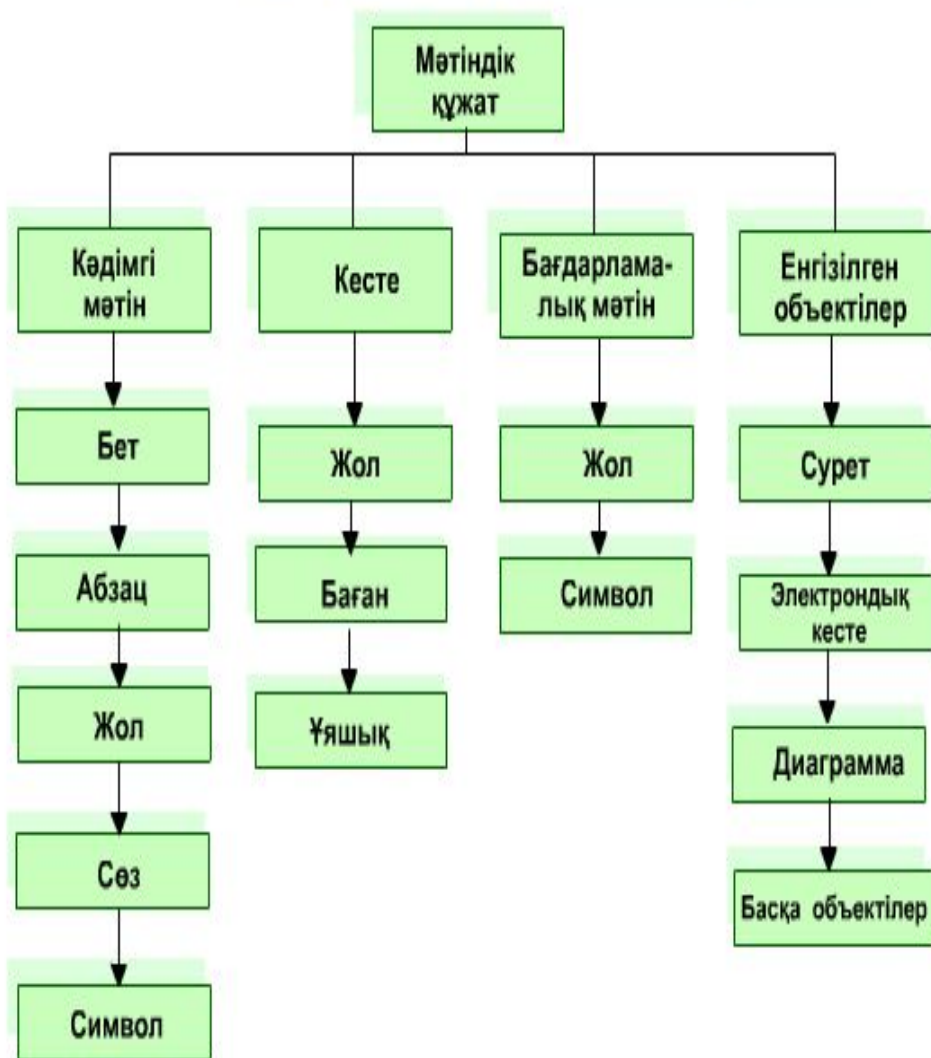 Мәтіндік
құжат
Кәдімгі
мәтін
Бет
Абзац
Жол
Сөз
Символ
Кесте
Жол
Баған
Ұяшық
Бағдарлама-
лық мәтін
Жол
Символ
Енгізілген
объектілер
Сурет
Электрондық
кесте
Диаграмма
Басқа объектілер